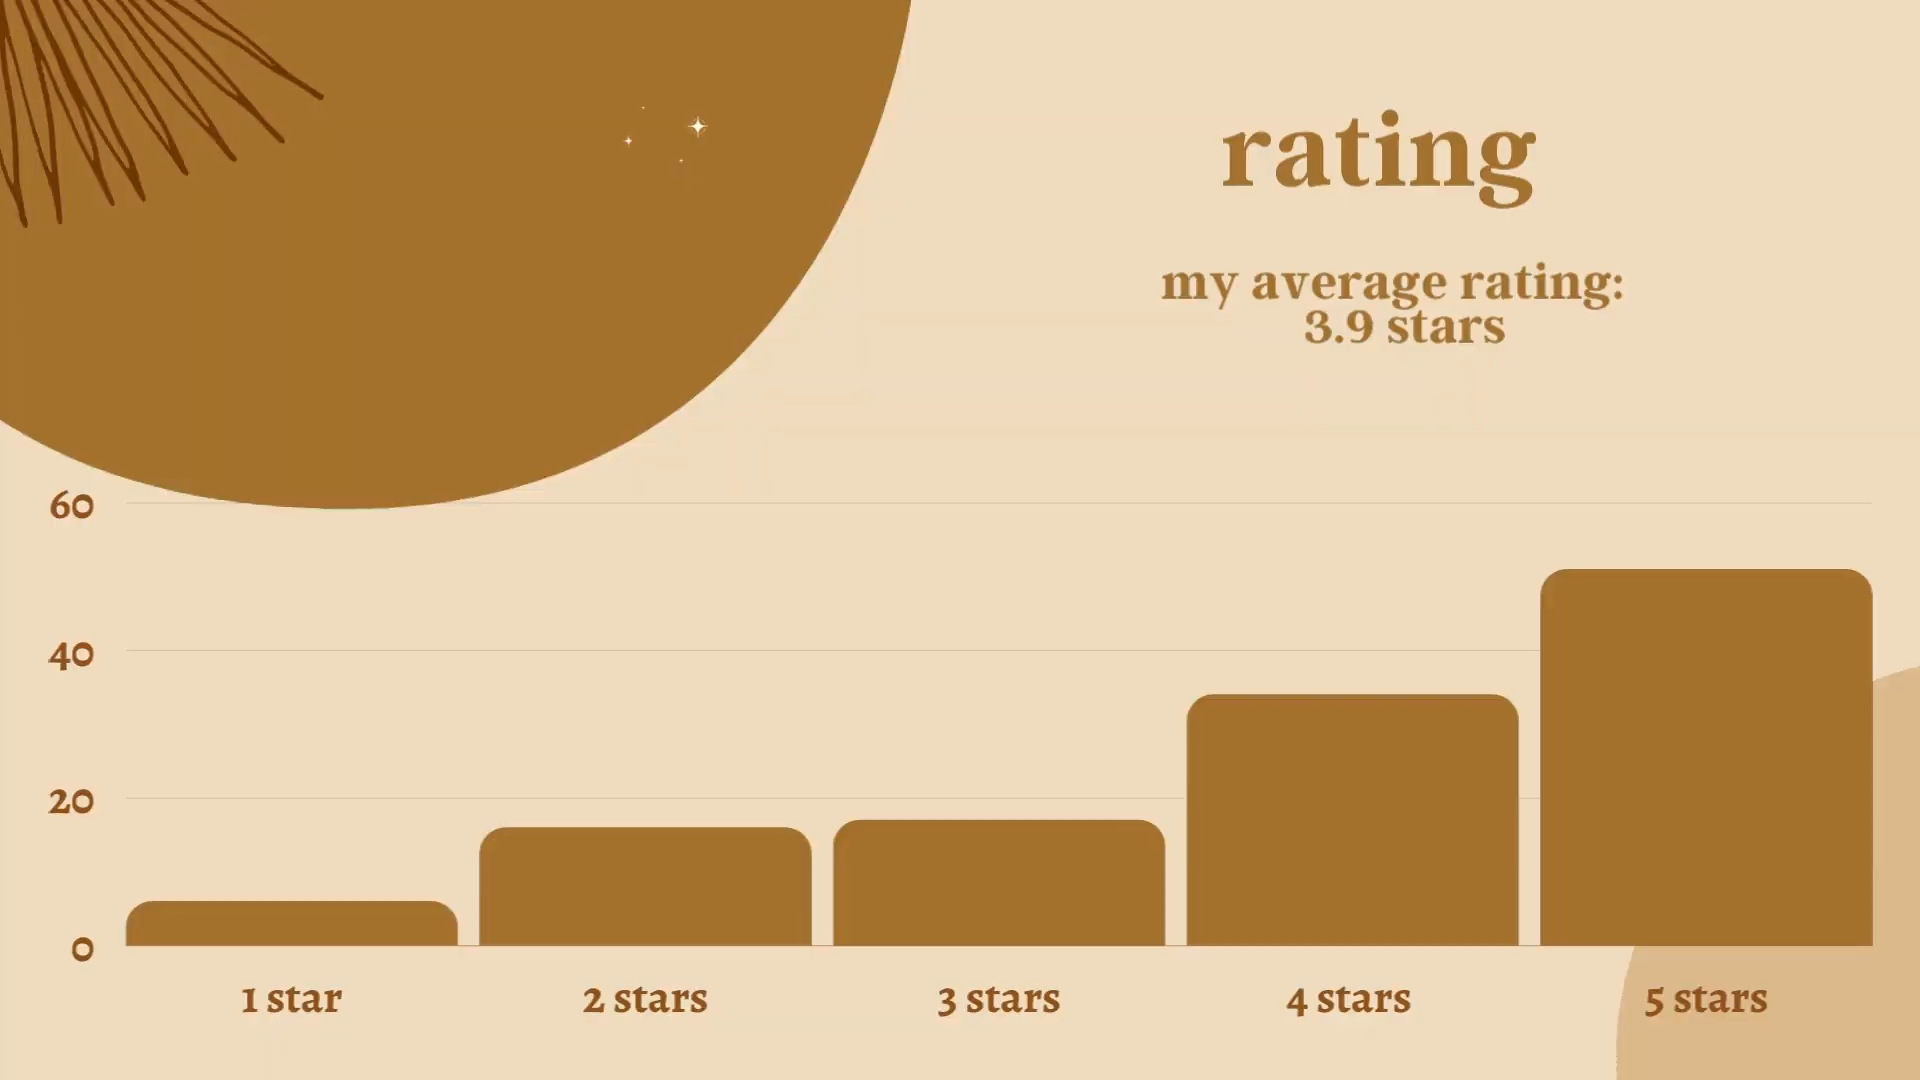 rating
my average rating:
3.9 stars
60
40
20
0
1 star
2 stars
3 stars
4 stars
5 stars